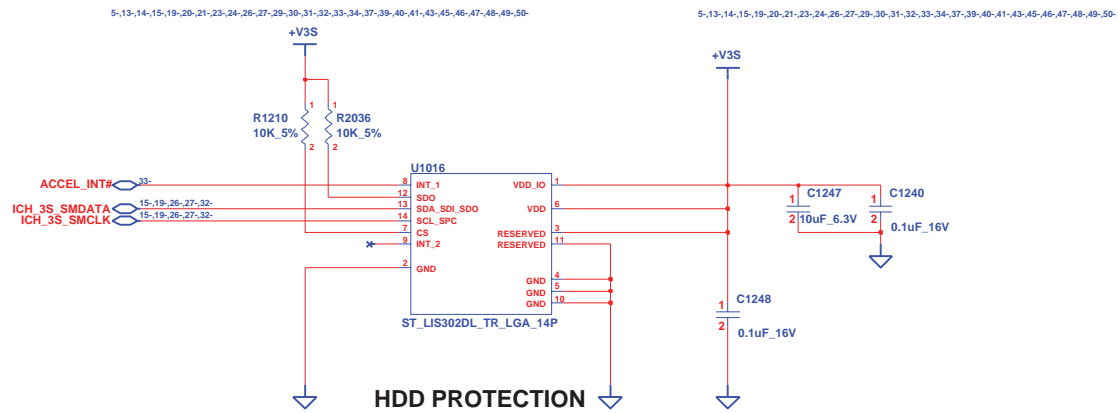 5-,13-,14-,15-,19-,20-,21-,23-,24-,26-,27-,29-,30-,31-,32-,33-,34-,37-,39-,40-,41-,43-,45-,46-,47-,48-,49-,50-
5-,13-,14-,15-,19-,20-,21-,23-,24-,26-,27-,29-,30-,31-,32-,33-,34-,37-,39-,40-,41-,43-,45-,46-,47-,48-,49-,50-
+V3S
+V3S
1
1
R1210
10K_5%
R2036
10K_5%
2
2
U1016
ACCEL_INT#
33-
8
INT_1
VDD_IO
1
12
SDO
ICH_3S_SMDATA
15-,19-,26-,27-,32-
13
SDA_SDI_SDO
VDD
6
ICH_3S_SMCLK
15-,19-,26-,27-,32-
14
SCL_SPC
7
CS
RESERVED
3
9
INT_2
RESERVED
11
2
GND
GND
4
GND
5
GND
10
ST_LIS302DL_TR_LGA_14P
C1247
1
2
10uF_6.3V
C1240
1
2
0.1uF_16V
C1248
1
2
0.1uF_16V
HDD PROTECTION